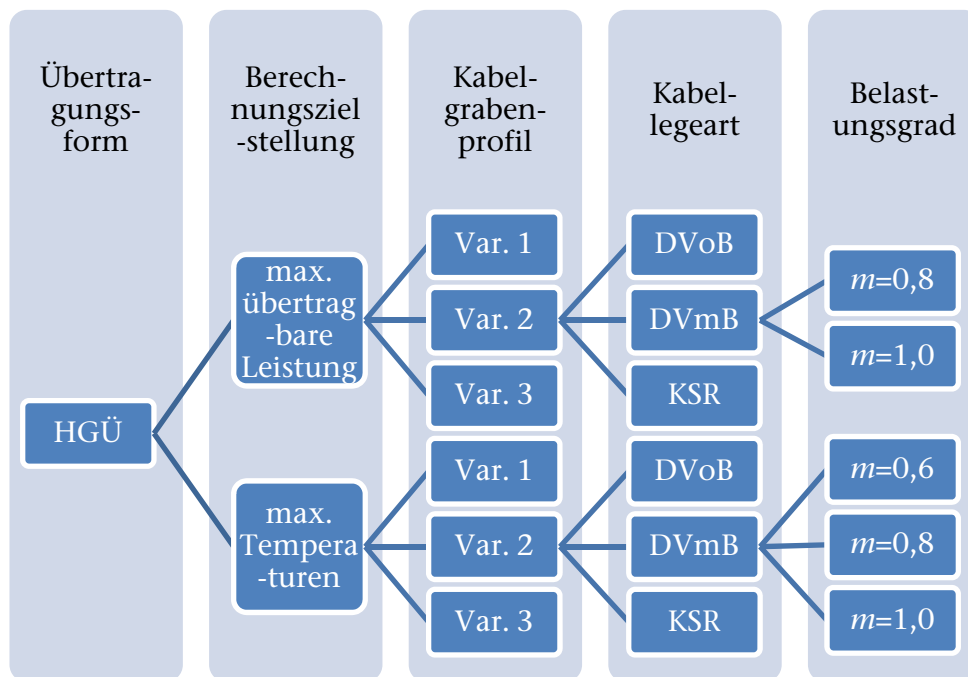 Übertra-
gungs-
form
Berech-
nungsziel
-stellung
Kabel-
graben-
profil
Kabel-
legeart
Belast-
ungsgrad
HGÜ
max.
übertrag
-bare
Leistung
max.
Tempera
-turen
Var. 1
Var. 2
Var. 3
Var. 1
Var. 2
Var. 3
DVoB
DVmB
KSR
DVoB
DVmB
KSR
m=0,8
m=1,0
m=0,6
m=0,8
m=1,0